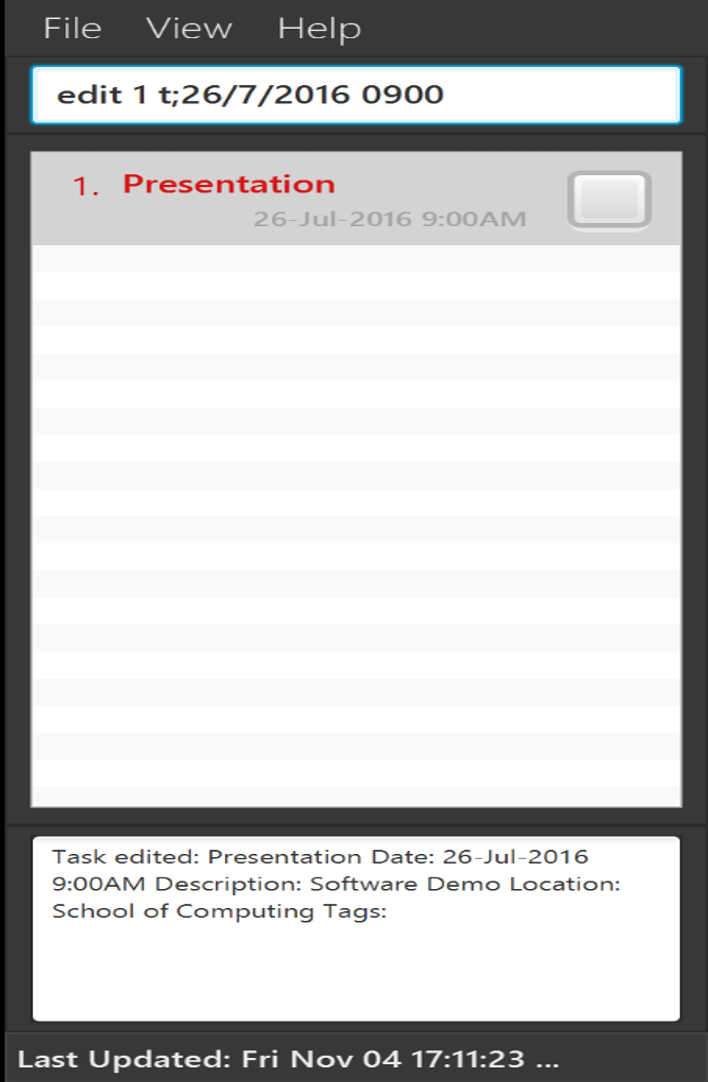 File View Help
edit 1 t;26/7/2016 0900
1. Presentation
26-Jul-2016 9:00AM
Task edited: Presentation Date: 26-Jul-2016
9:00AM Description: Software Demo Location:
School of Computing Tags:
Last Updated: Fri Nov 04 17:11:23 ...